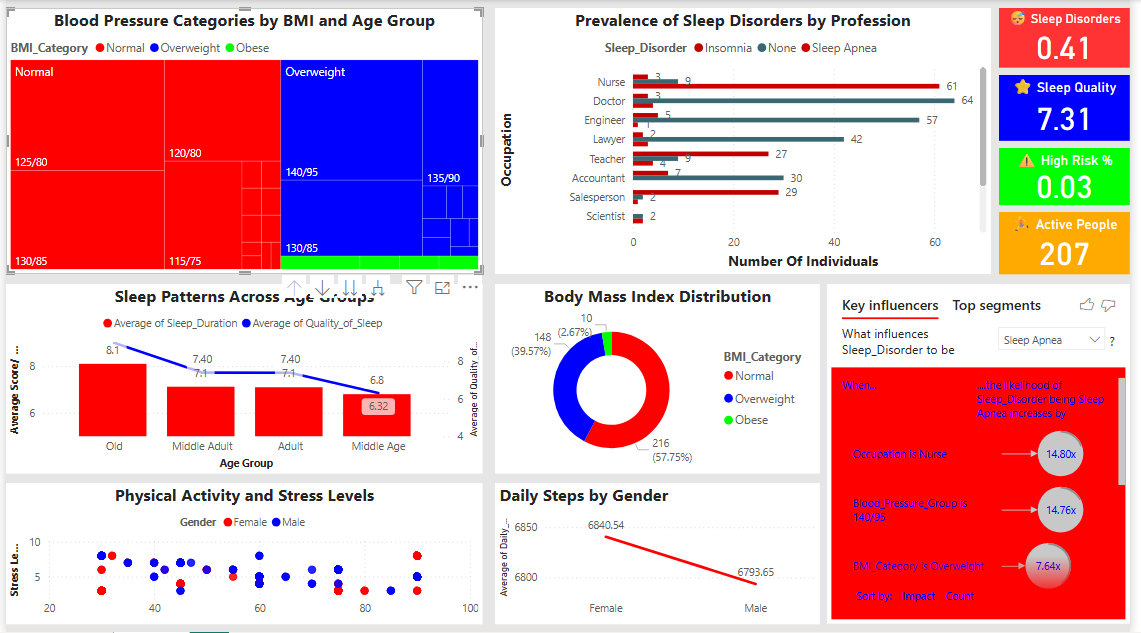 Blood Pressure Categories by BMI and Age Group
BMI_Category Normal Overweight Obese
Normal
Overweight
125/80
120/80
140/95
135/90
130/85
115/75
130/85
Prevalence of Sleep Disorders by Profession
Sleep_Disorder Insomnia None Sleep Apnea
Occupation
Nurse 3 9 61
Doctor 3 64
Engineer 5 57 1
Lawyer 2 42
Teacher 27 9 4
Accountant 7 30
Salesperson 29 2
Scientist 2
0 20 40 60
Number Of Individuals
Sleep Disorders
0.41
Sleep Quality
7.31
High Risk %
0.03
Active People
207
Sleep Patterns Across Age Groups
Average of Sleep_Duration Average of Quality_of_Sleep
Average Score/ ...
8
6
8.1
7.40
7.1
7.40
7.1
6.8
6.32
8
6
4
Average of Quality_of...
Old Middle Adult Adult Middle Age
Age Group
Body Mass Index Distribution
10
(2.67%)
148
(39.57%)
216
(57.75%)
BMI_Category
Normal
Overweight
Obese
Key influencers Top segments
What influences
Sleep_Disorder to be
Sleep Apnea
?
When...
...the likelihood of
Sleep_Disorder being Sleep
Apnea increases by
Occupation is Nurse
14.80x
Blood_Pressure_Group is
140/95
14.76x
BMI_Category is Overweight
7.64x
Sort by: Impact Count
Physical Activity and Stress Levels
Gender Female Male
Stress Le...
10
5
20 40 60 80 100
Daily Steps by Gender
Average of Daily_...
6850
6800
6840.54
6793.65
Female Male